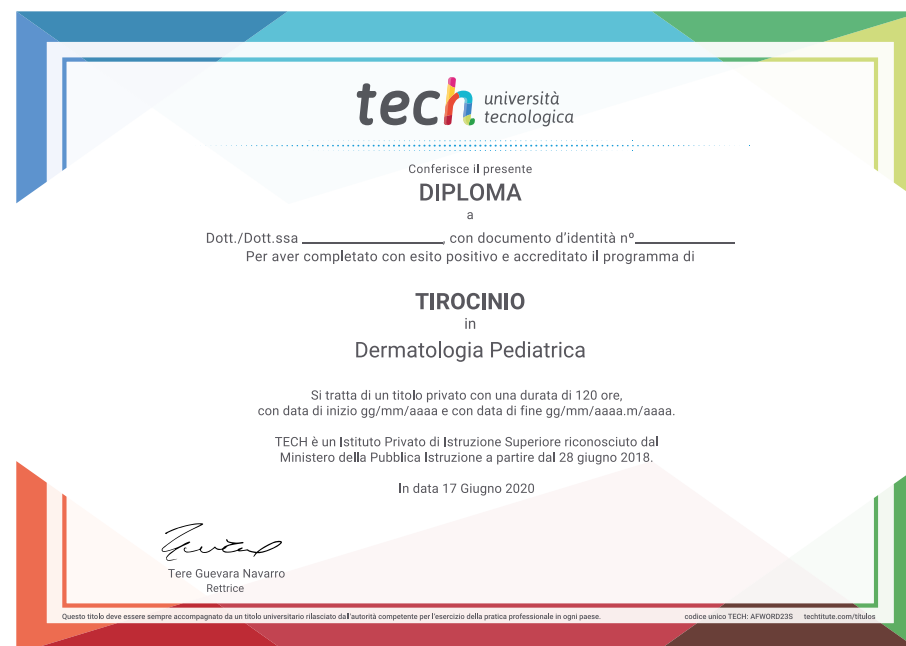 tech università
tecnologica
Conferisce il presente
DIPLOMA
a
Dott./Dott.ssa ____________________, con documento d'identità nº______________
Per aver completato con esito positivo e accreditato il programma di
TIROCINIO
in
Dermatologia Pediatrica
Si tratta di un titolo privato con una durata di 120 ore,
con data di inizio gg/mm/aaaa e con data di fine gg/mm/aaaa.m/aaaa.
TECH è un Istituto Privato di Istruzione Superiore riconosciuto dal
Ministero della Pubblica Istruzione a partire dal 28 giugno 2018.
In data 17 Giugno 2020
Tere Guevara Navarro
Rettrice
Questo titolo deve essere sempre accompagnato da un titolo universitario rilasciato dall'autorità competente per l'esercizio della pratica professionale in ogni paese. codice unico TECH: AFWORD23S techtitute.com/titulos